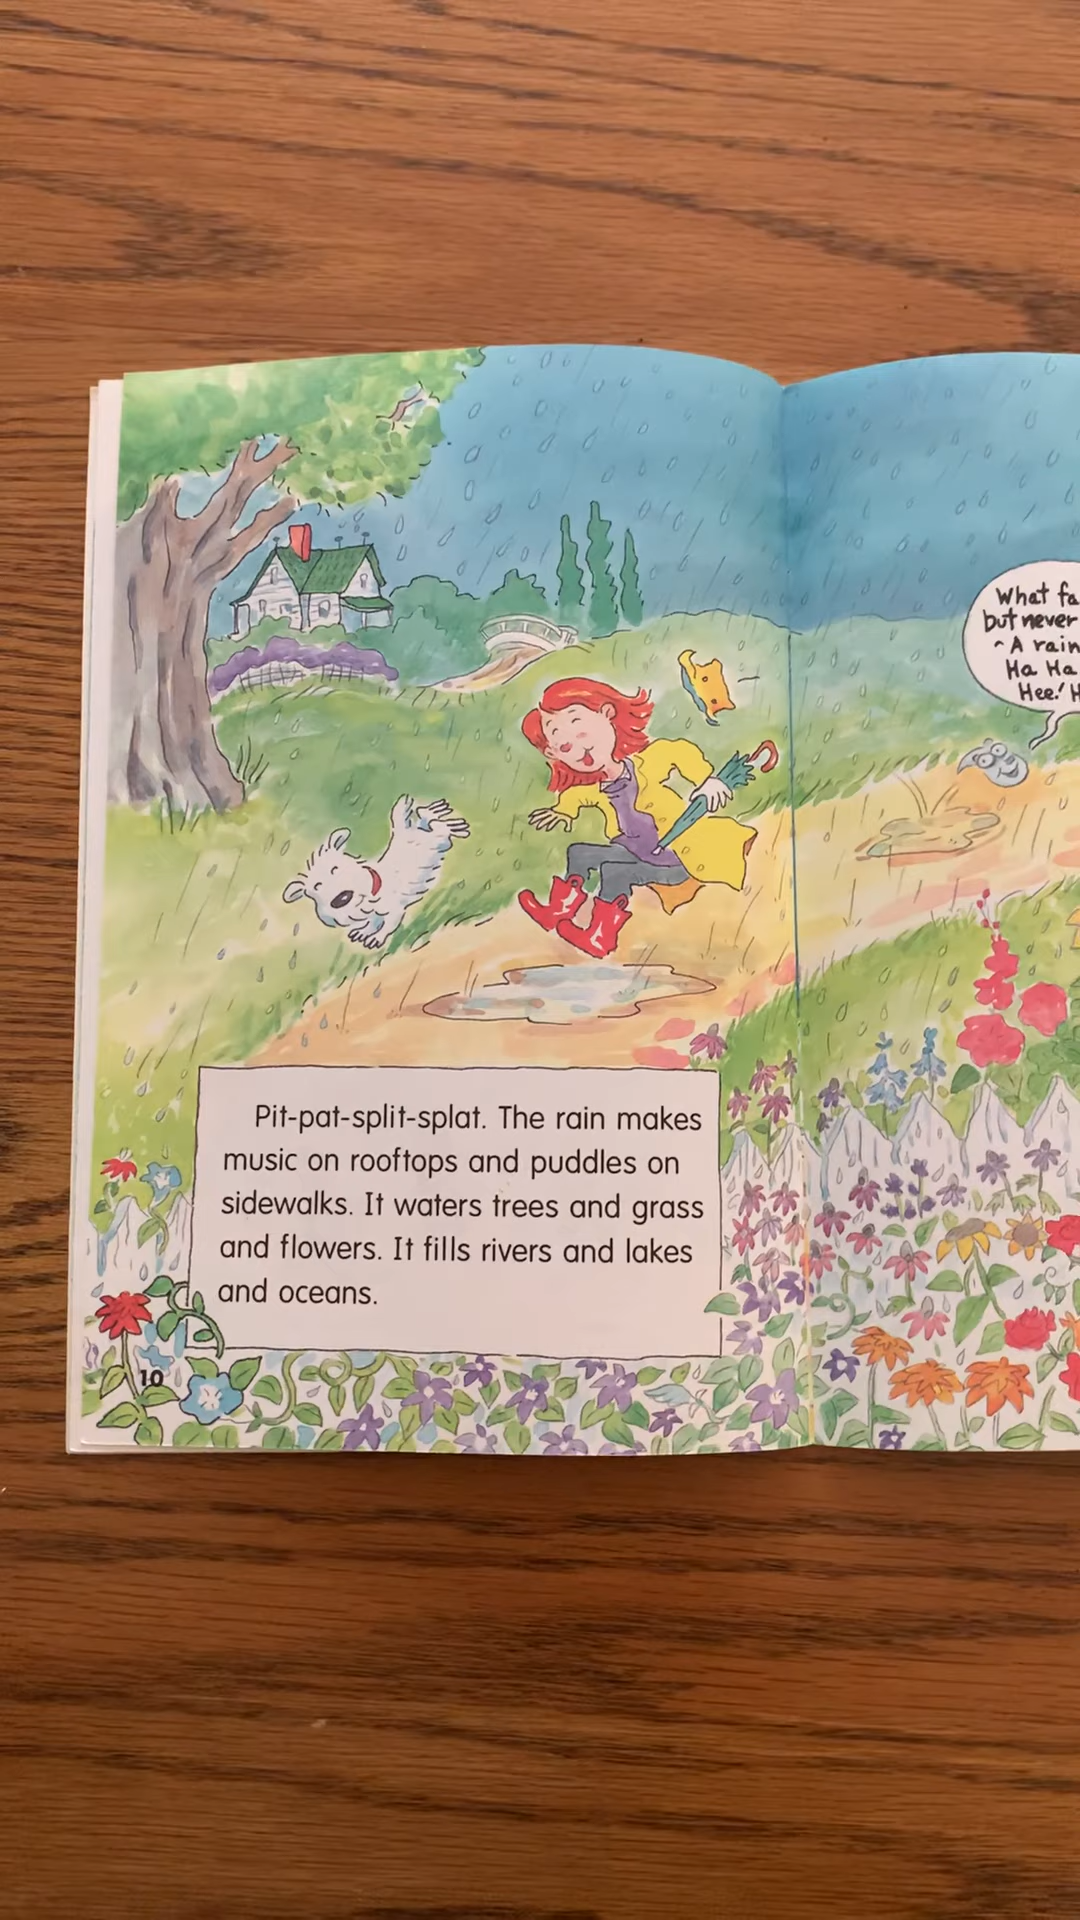 What fa
but never
~ A rain
Ha Ha
Hee! H
Pit-pat-split-splat. The rain makes
music on rooftops and puddles on
sidewalks. It waters trees and grass
and flowers. It fills rivers and lakes
and oceans.
10